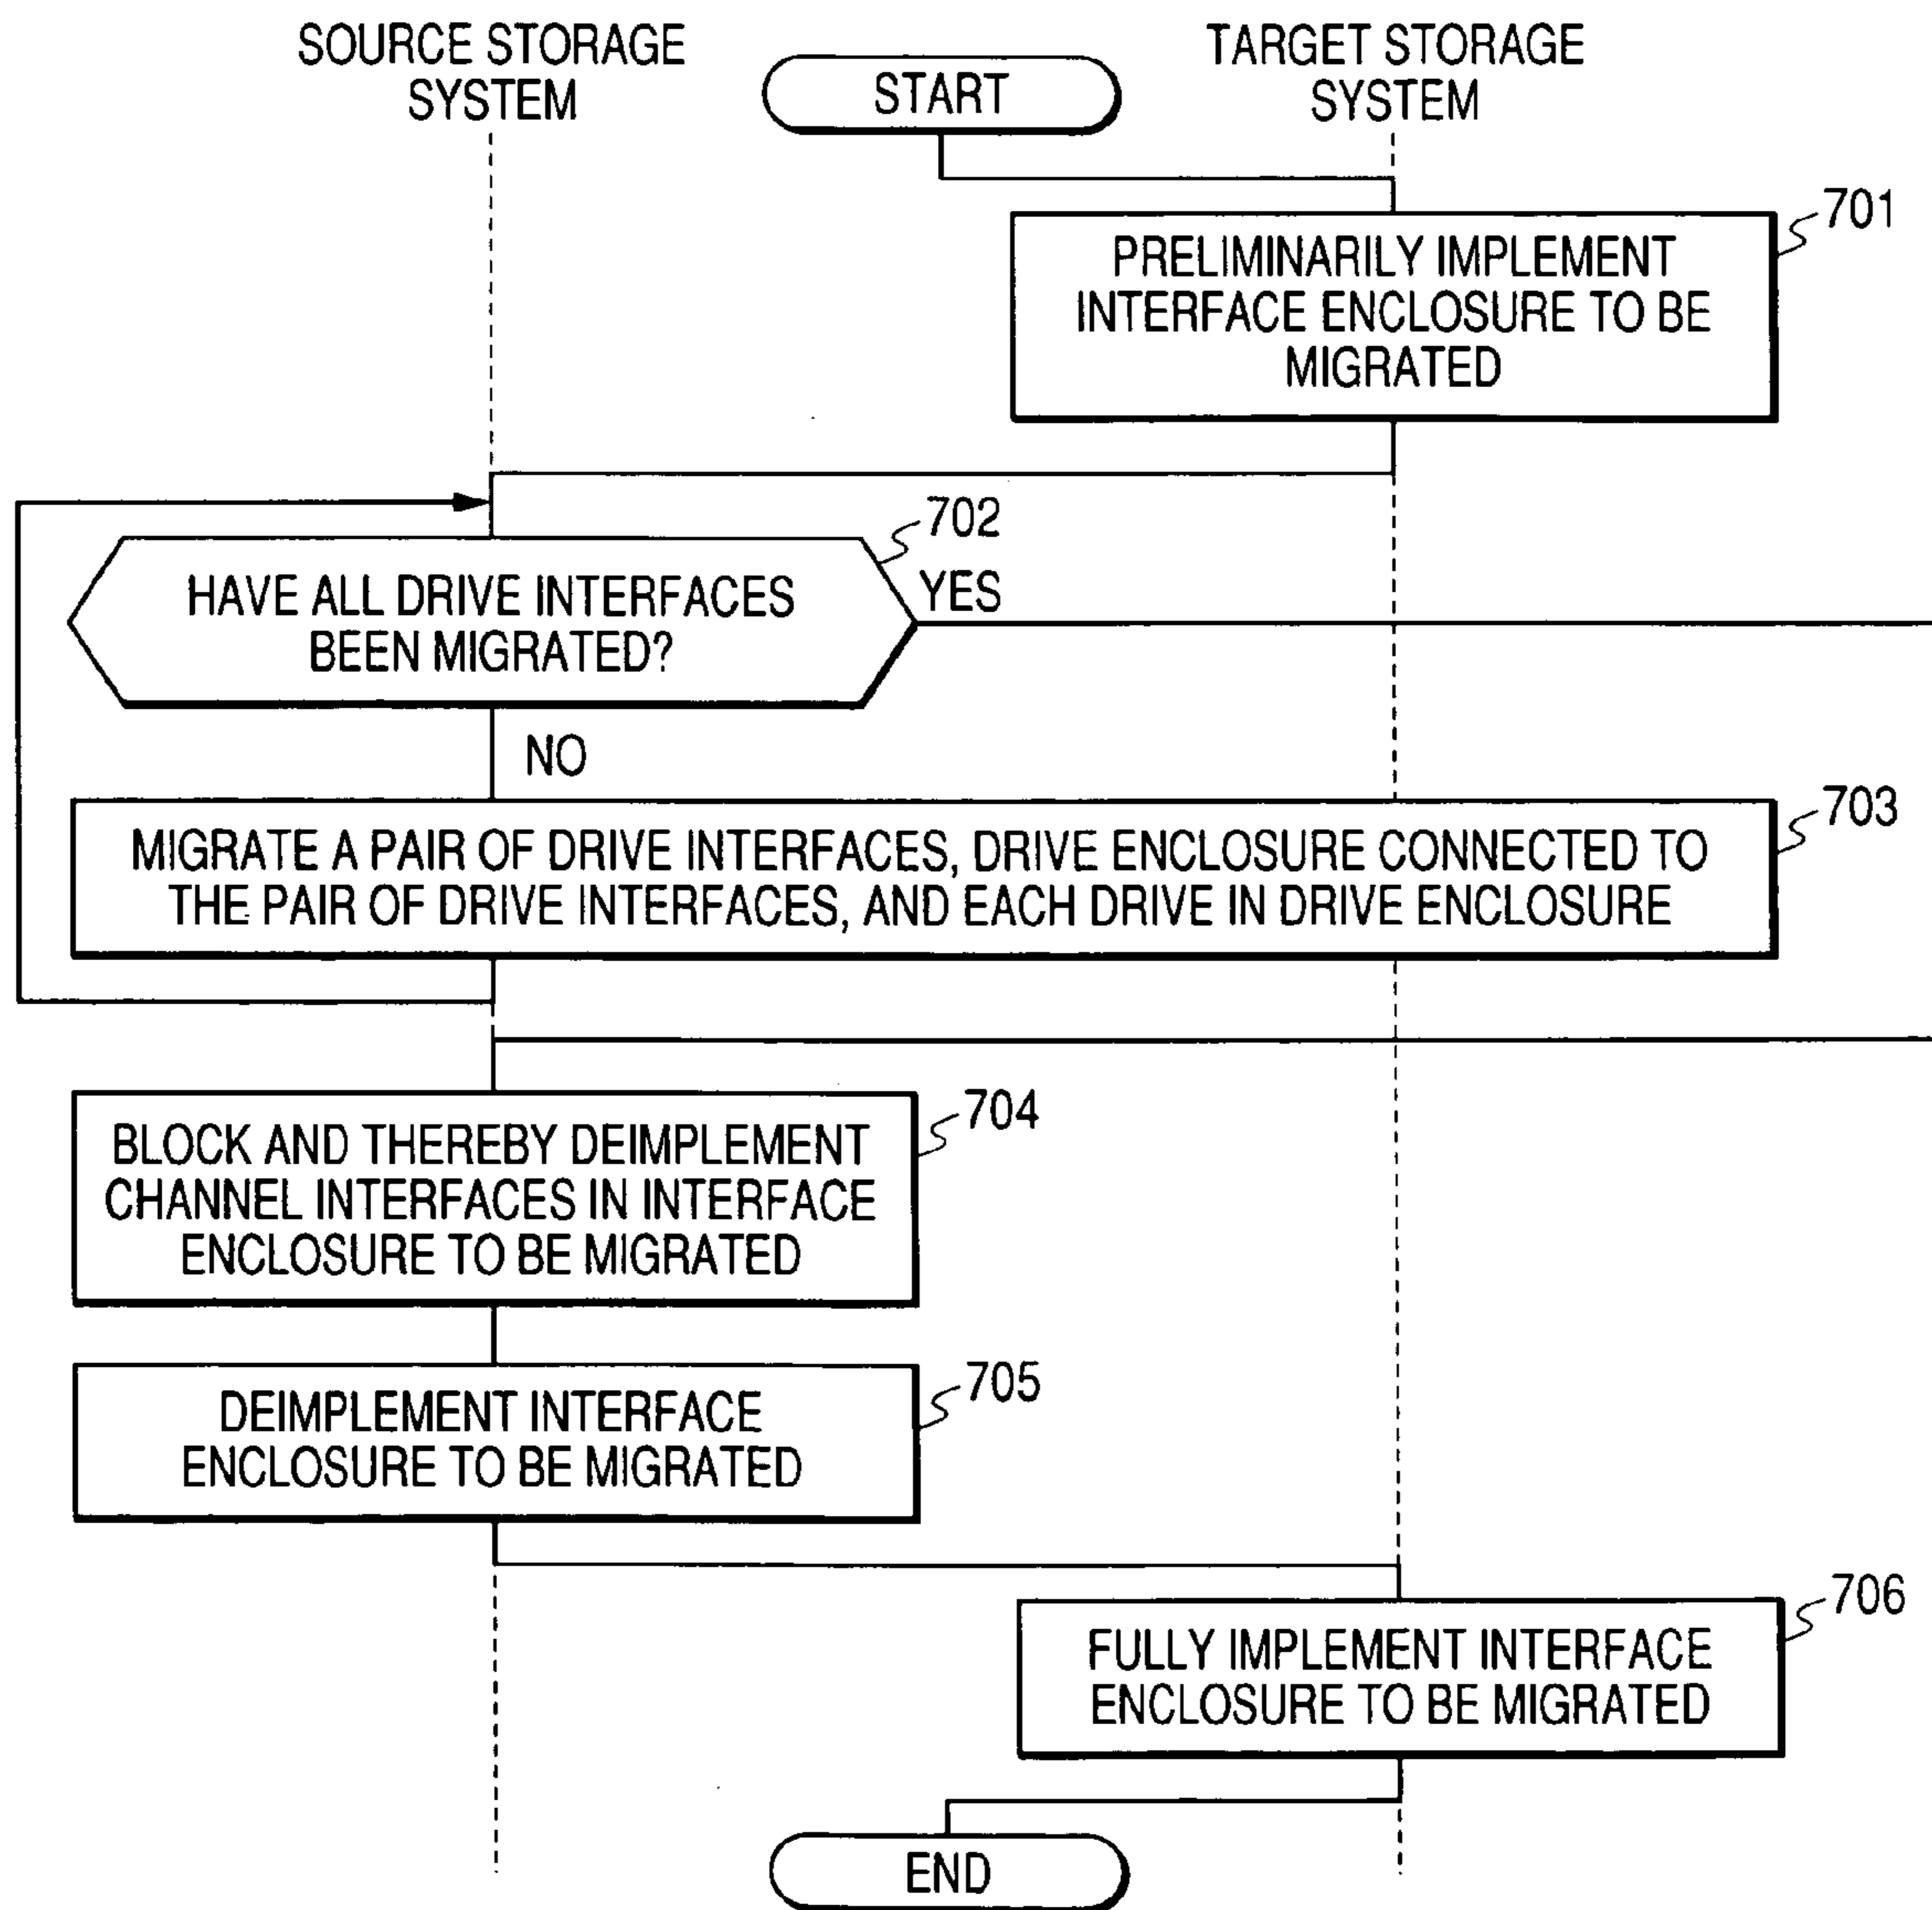 SOURCE STORAGE
SYSTEM
START
TARGET STORAGE
SYSTEM
701
PRELIMINARILY IMPLEMENT
INTERFACE ENCLOSURE TO BE
MIGRATED
702
HAVE ALL DRIVE INTERFACES
BEEN MIGRATED?
YES
NO
703
MIGRATE A PAIR OF DRIVE INTERFACES, DRIVE ENCLOSURE CONNECTED TO
THE PAIR OF DRIVE INTERFACES, AND EACH DRIVE IN DRIVE ENCLOSURE
704
BLOCK AND THEREBY DEIMPLEMENT
CHANNEL INTERFACES IN INTERFACE
ENCLOSURE TO BE MIGRATED
705
DEIMPLEMENT INTERFACE
ENCLOSURE TO BE MIGRATED
706
FULLY IMPLEMENT INTERFACE
ENCLOSURE TO BE MIGRATED
END